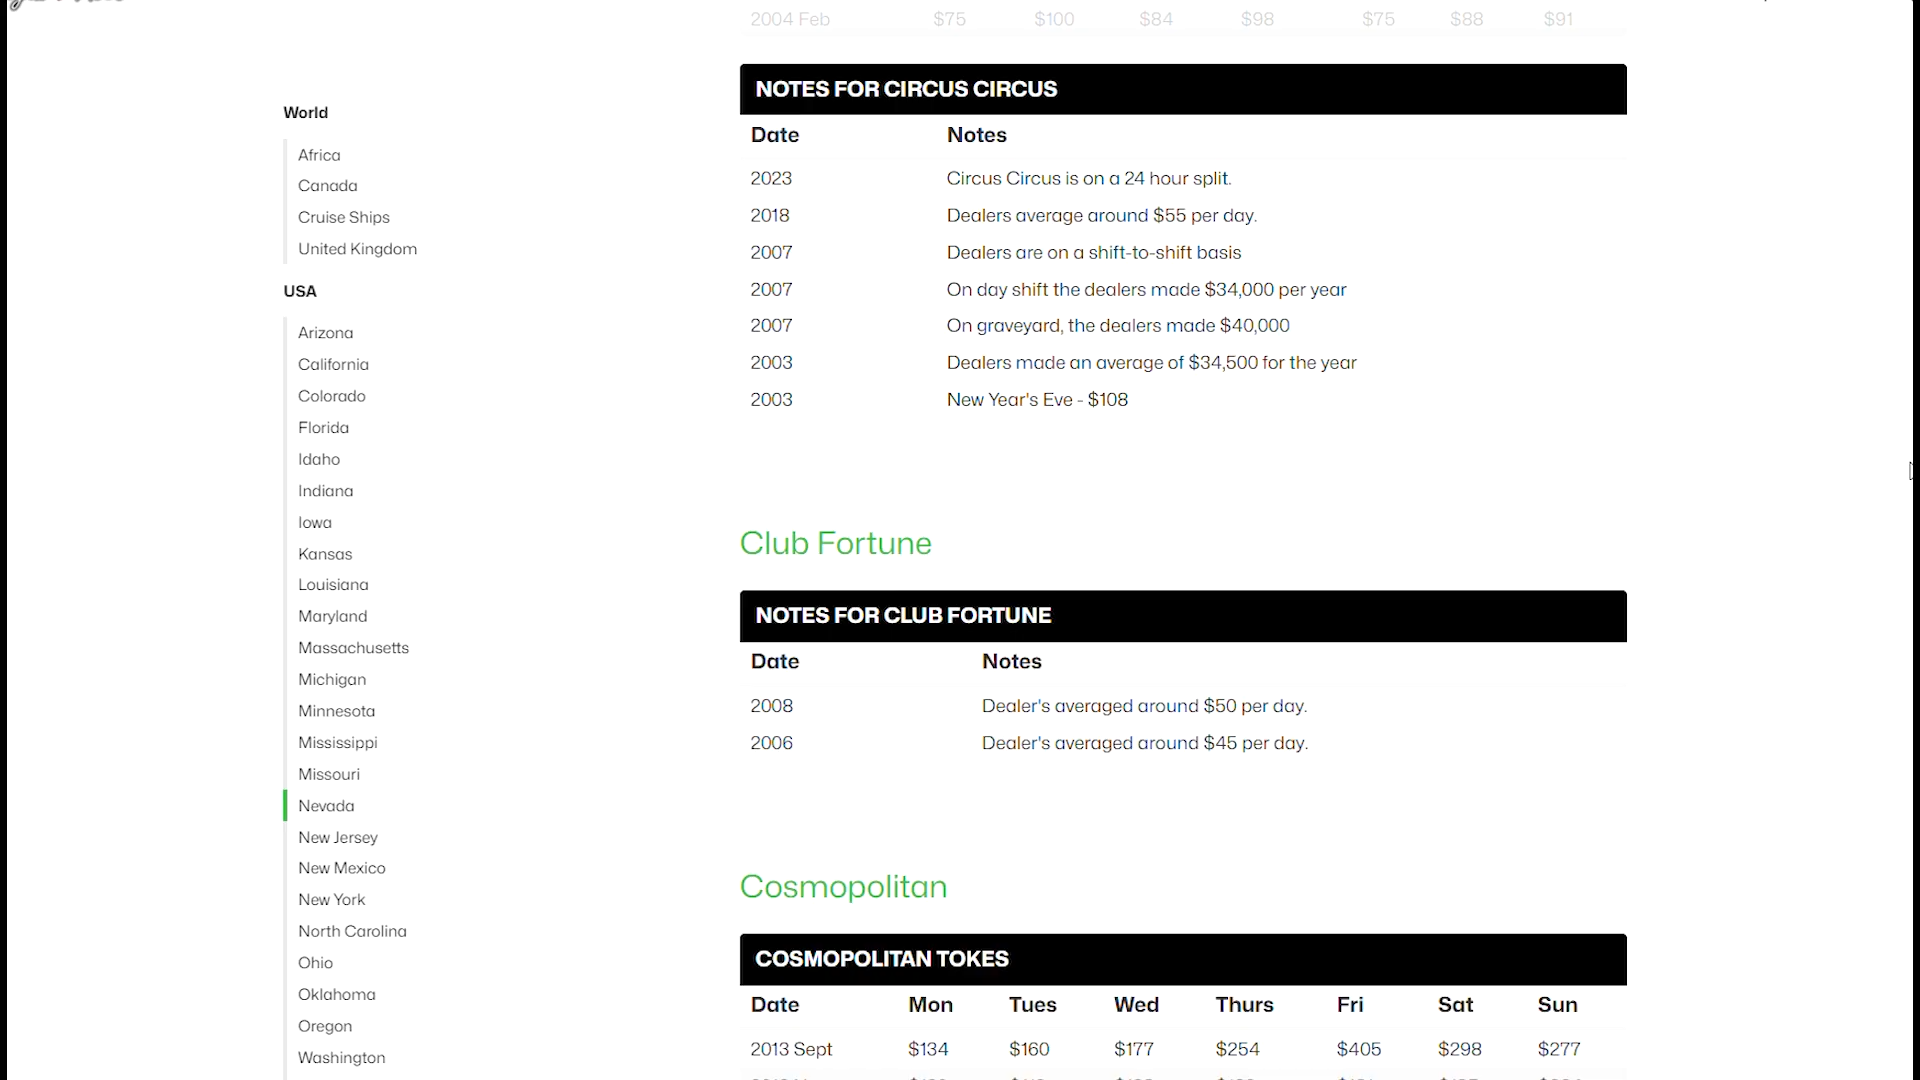 2004 Feb $75 $100 $84 $98 $75 $88 $91
World
Africa
Canada
Cruise Ships
United Kingdom
USA
Arizona
California
Colorado
Florida
Idaho
Indiana
Iowa
Kansas
Louisiana
Maryland
Massachusetts
Michigan
Minnesota
Mississippi
Missouri
Nevada
New Jersey
New Mexico
New York
North Carolina
Ohio
Oklahoma
Oregon
Washington
NOTES FOR CIRCUS CIRCUS
Date Notes
2023 Circus Circus is on a 24 hour split.
2018 Dealers average around $55 per day.
2007 Dealers are on a shift-to-shift basis
2007 On day shift the dealers made $34,000 per year
2007 On graveyard, the dealers made $40,000
2003 Dealers made an average of $34,500 for the year
2003 New Year's Eve - $108
Club Fortune
NOTES FOR CLUB FORTUNE
Date Notes
2008 Dealer's averaged around $50 per day.
2006 Dealer's averaged around $45 per day.
Cosmopolitan
COSMOPOLITAN TOKES
Date Mon Tues Wed Thurs Fri Sat Sun
2013 Sept $134 $160 $177 $254 $405 $298 $277